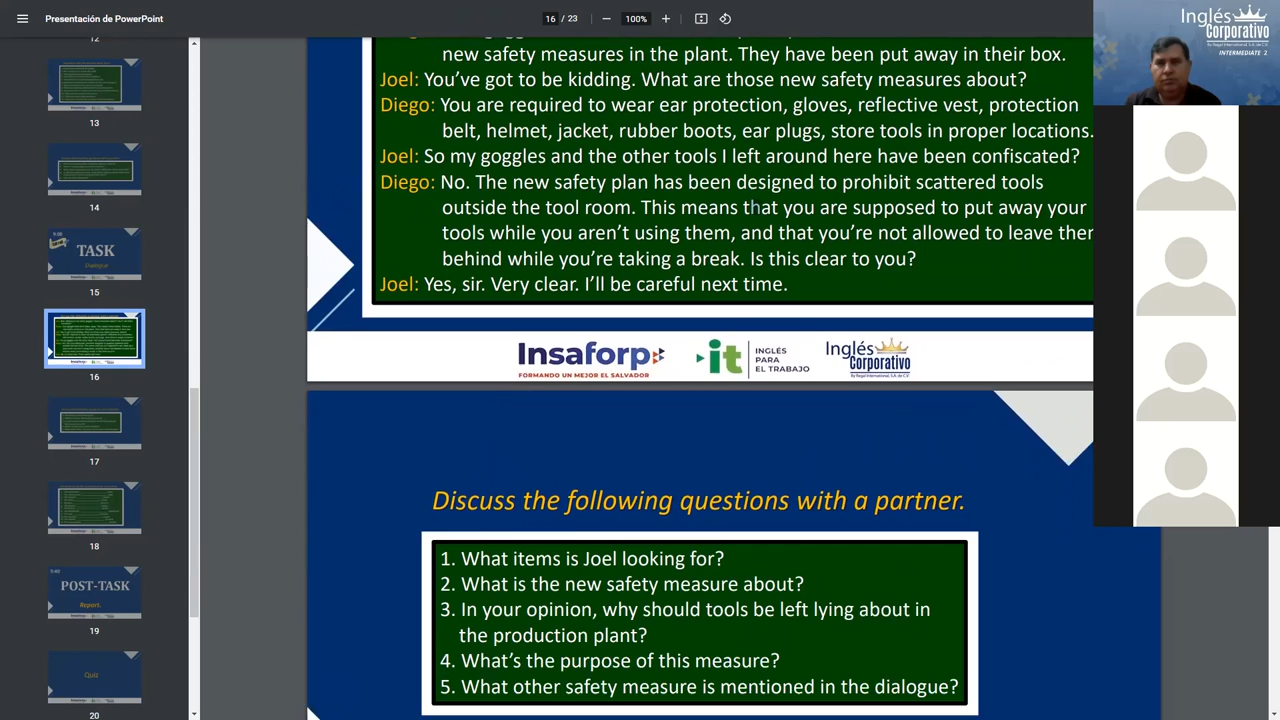 Presentación de PowerPoint
16 / 23
100%
Inglés
Corporativo
By Regal International, S.A. de C.V.
INTERMEDIATE 2
12
13
14
TASK
Dialogue
15
16
17
18
POST-TASK
Report.
19
Quiz
20
new safety measures in the plant. They have been put away in their box.
Joel: You've got to be kidding. What are those new safety measures about?
Diego: You are required to wear ear protection, gloves, reflective vest, protection
belt, helmet, jacket, rubber boots, ear plugs, store tools in proper locations.
Joel: So my goggles and the other tools I left around here have been confiscated?
Diego: No. The new safety plan has been designed to prohibit scattered tools
outside the tool room. This means that you are supposed to put away your
tools while you aren't using them, and that you're not allowed to leave
behind while you're taking a break. Is this clear to you?
Joel: Yes, sir. Very clear. I'll be careful next time.
Insaforp
FORMANDO UN MEJOR EL SALVADOR
it
INGLÉS
PARA
EL TRABAJO
Inglés
Corporativo
By Regal International, S.A. de C.V.
Discuss the following questions with a partner.
1. What items is Joel looking for?
2. What is the new safety measure about?
3. In your opinion, why should tools be left lying about in
the production plant?
4. What's the purpose of this measure?
5. What other safety measure is mentioned in the dialogue?